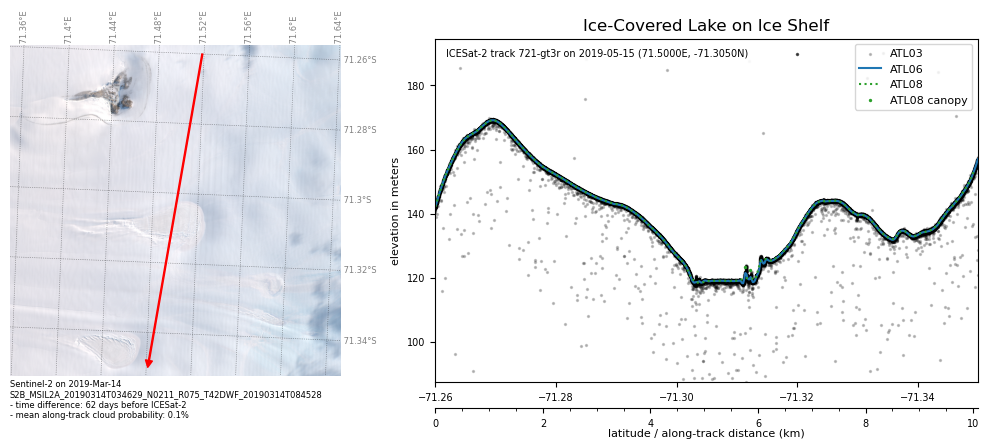 71.36°E 71.4°E 71.44°E 71.48°E 71.52°E 71.56°E 71.6°E 71.64°E
71.26°S
71.28°S
71.3°S
71.32°S
71.34°S
Sentinel-2 on 2019-Mar-14
S2B_MSIL2A_20190314T034629_N0211_R075_T42DWF_20190314T084528
- time difference: 62 days before ICESat-2
- mean along-track cloud probability: 0.1%
Ice-Covered Lake on Ice Shelf
ICESat-2 track 721-gt3r on 2019-05-15 (71.5000E, -71.3050N)
ATL03
ATL06
ATL08
ATL08 canopy
elevation in meters
180
160
140
120
100
−71.26 −71.28 −71.30 −71.32 −71.34
0 2 4 6 8 10
latitude / along-track distance (km)